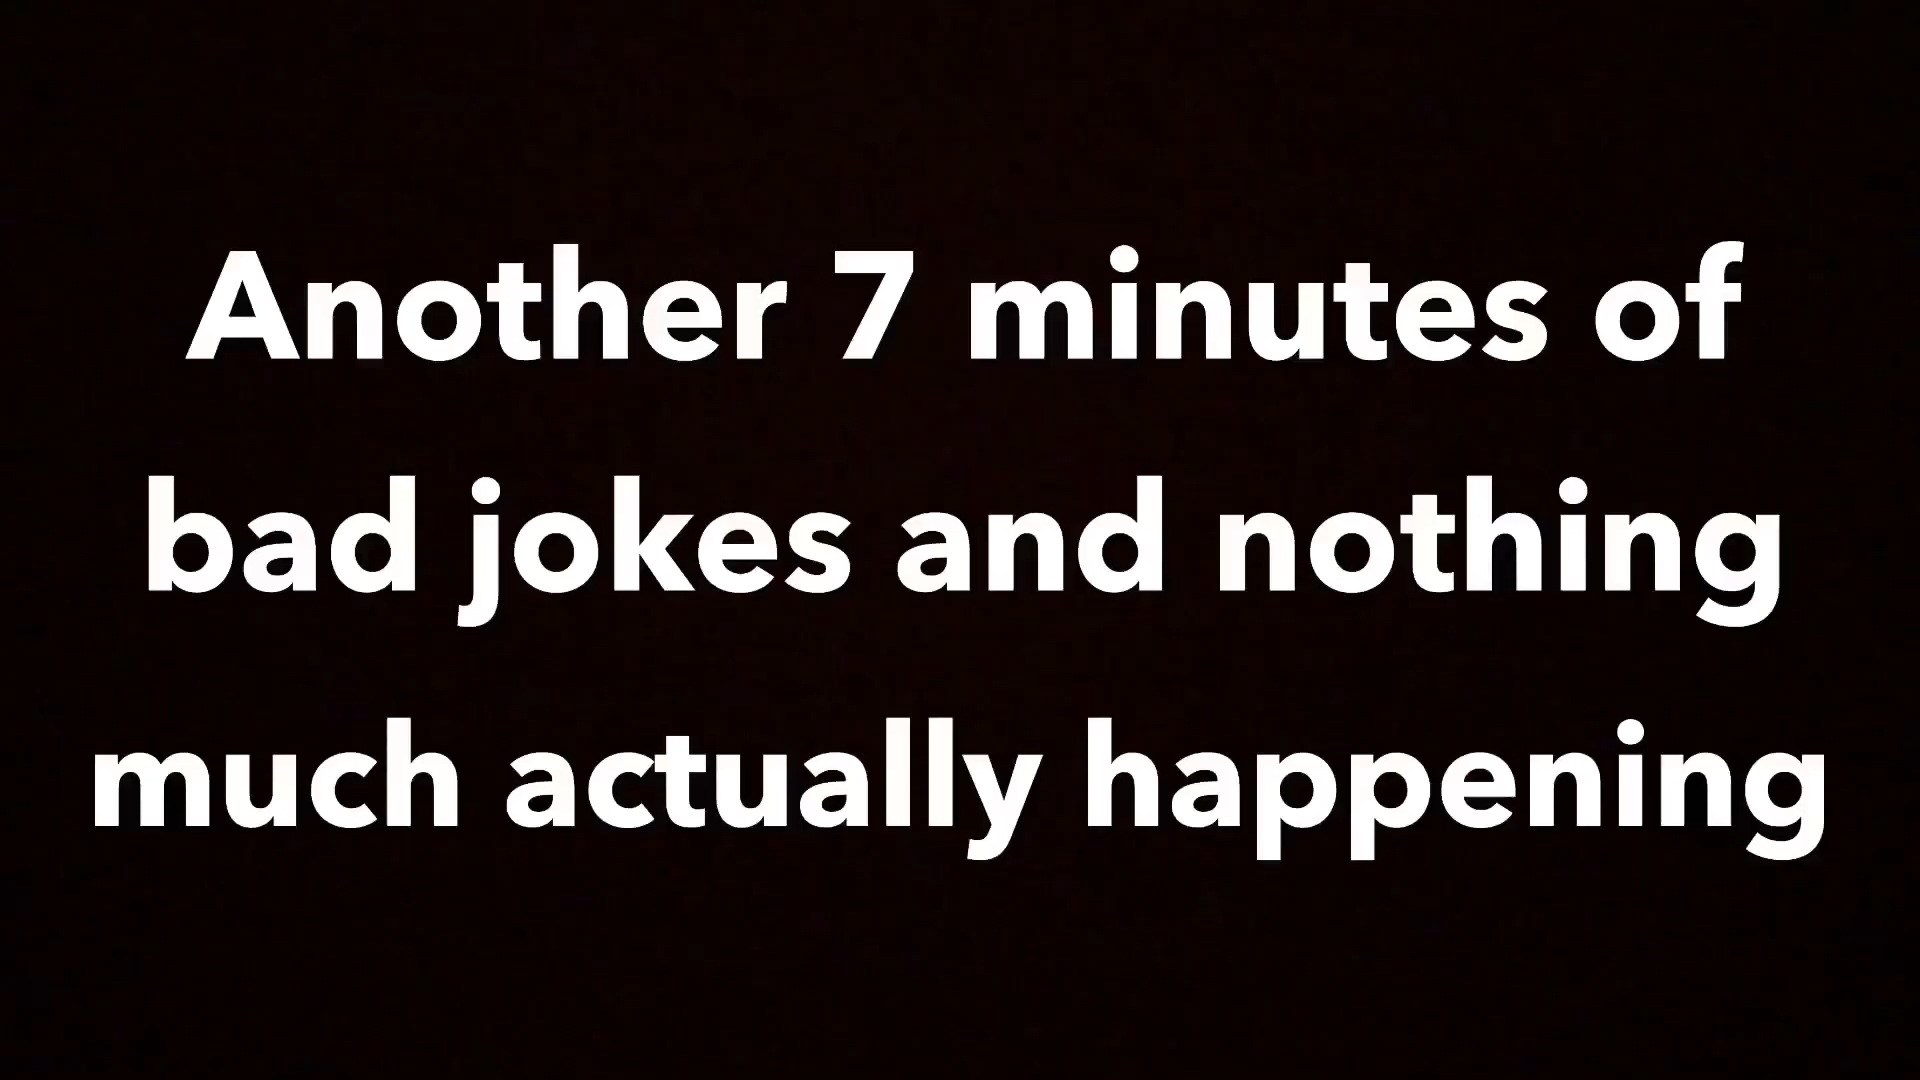 Another 7 minutes of
bad jokes and nothing
much actually happening